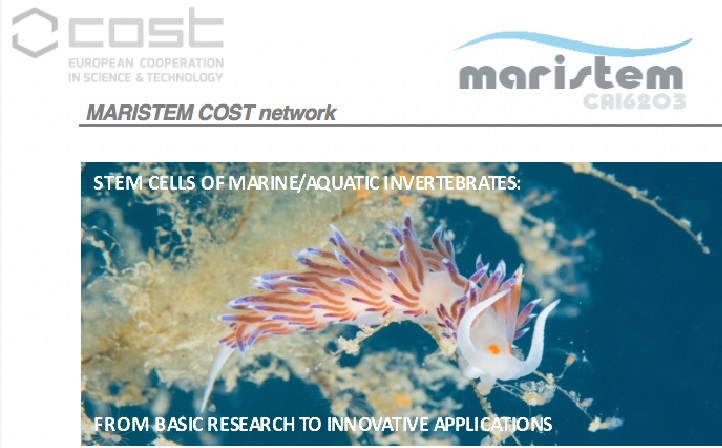 cost
EUROPEAN COOPERATION
IN SCIENCE & TECHNOLOGY
maristem
CA16203
MARISTEM COST network
STEM CELLS OF MARINE/AQUATIC INVERTEBRATES:
FROM BASIC RESEARCH TO INNOVATIVE APPLICATIONS